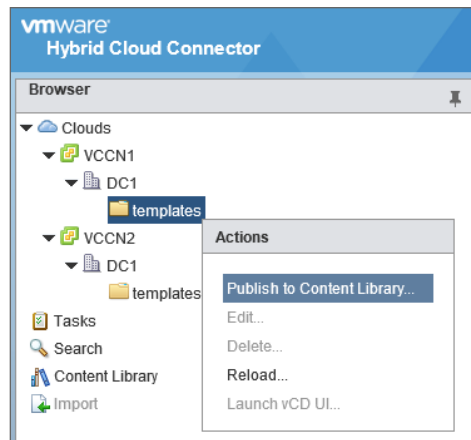 vmware
Hybrid Cloud Connector
Browser
Clouds
VCCN1
DC1
templates
VCCN2
DC1
templates
Tasks
Search
Content Library
Import
Actions
Publish to Content Library...
Edit...
Delete...
Reload...
Launch vCD UI...